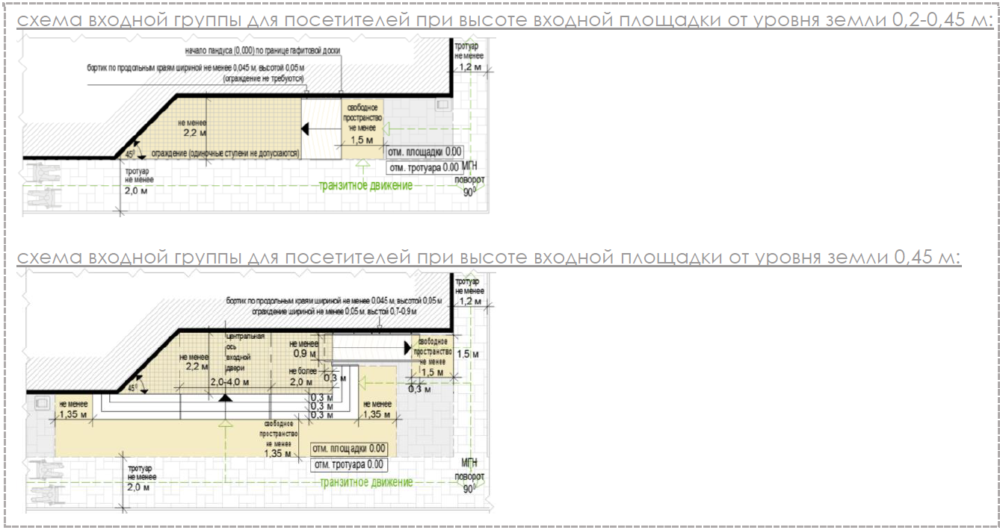 схема входной группы для посетителей при высоте входной площадки от уровня земли 0,2-0,45 м:
начало пандуса (0,000) по границе гафитовой доски
тротуар
не менее
1,2 м
бортик по продольным краям шириной не менее 0,045 м, высотой 0,05 м
(ограждение не требуются)
свободное
пространство
не менее
1,5 м
не менее
2,2 м
45⁰
ограждение (одиночные ступени не допускаются)
отм. площадки 0.00
отм. тротуара 0.00
тротуар
не менее
2,0 м
транзитное движение
МГН
поворот
90⁰
схема входной группы для посетителей при высоте входной площадки от уровня земли 0,45 м:
тротуар
не менее
1,2 м
бортик по продольным краям шириной не менее 0,045 м, высотой 0,05 м
ограждение шириной не менее 0,05 м, высотой 0,7-0,9 м
центральная
ось
входной
двери
не менее
0,9 м
свободное
пространство
не менее
1,5 м
1,5 м
не менее
2,2 м
не более
2,0 м
0,3 м
2,0-4,0 м
45⁰
0,3 м
0,3 м
0,3 м
0,3 м
не менее
1,35 м
не менее
1,35 м
свободное
пространство
не менее
1,35 м
отм. площадки 0.00
отм. тротуара 0.00
тротуар
не менее
2,0 м
транзитное движение
МГН
поворот
90⁰